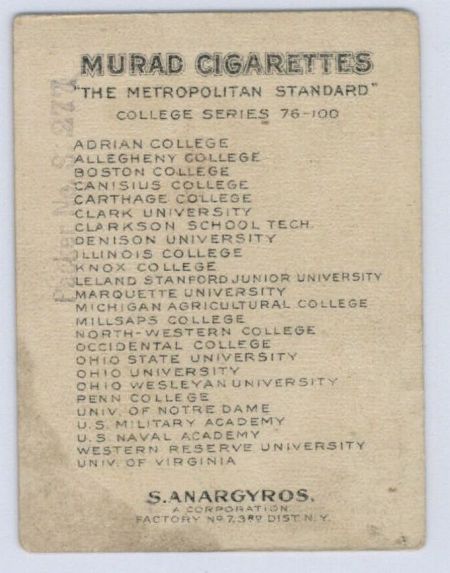 MURAD CIGARETTES
"THE METROPOLITAN STANDARD"
COLLEGE SERIES 76-100
ADRIAN COLLEGE
ALLEGHENY COLLEGE
BOSTON COLLEGE
CANISIUS COLLEGE
CARTHAGE COLLEGE
CLARK UNIVERSITY
CLARKSON SCHOOL TECH.
DENISON UNIVERSITY
ILLINOIS COLLEGE
KNOX COLLEGE
LELAND STANFORD JUNIOR UNIVERSITY
MARQUETTE UNIVERSITY
MICHIGAN AGRICULTURAL COLLEGE
MILLSAPS COLLEGE
NORTH-WESTERN COLLEGE
OCCIDENTAL COLLEGE
OHIO STATE UNIVERSITY
OHIO UNIVERSITY
OHIO WESLEYAN UNIVERSITY
PENN COLLEGE
UNIV. OF NOTRE DAME
U.S. MILITARY ACADEMY
U.S. NAVAL ACADEMY
WESTERN RESERVE UNIVERSITY
UNIV. OF VIRGINIA
S. ANARGYROS.
A CORPORATION
FACTORY No 7, 3RD DIST. N.Y.
Packer No.